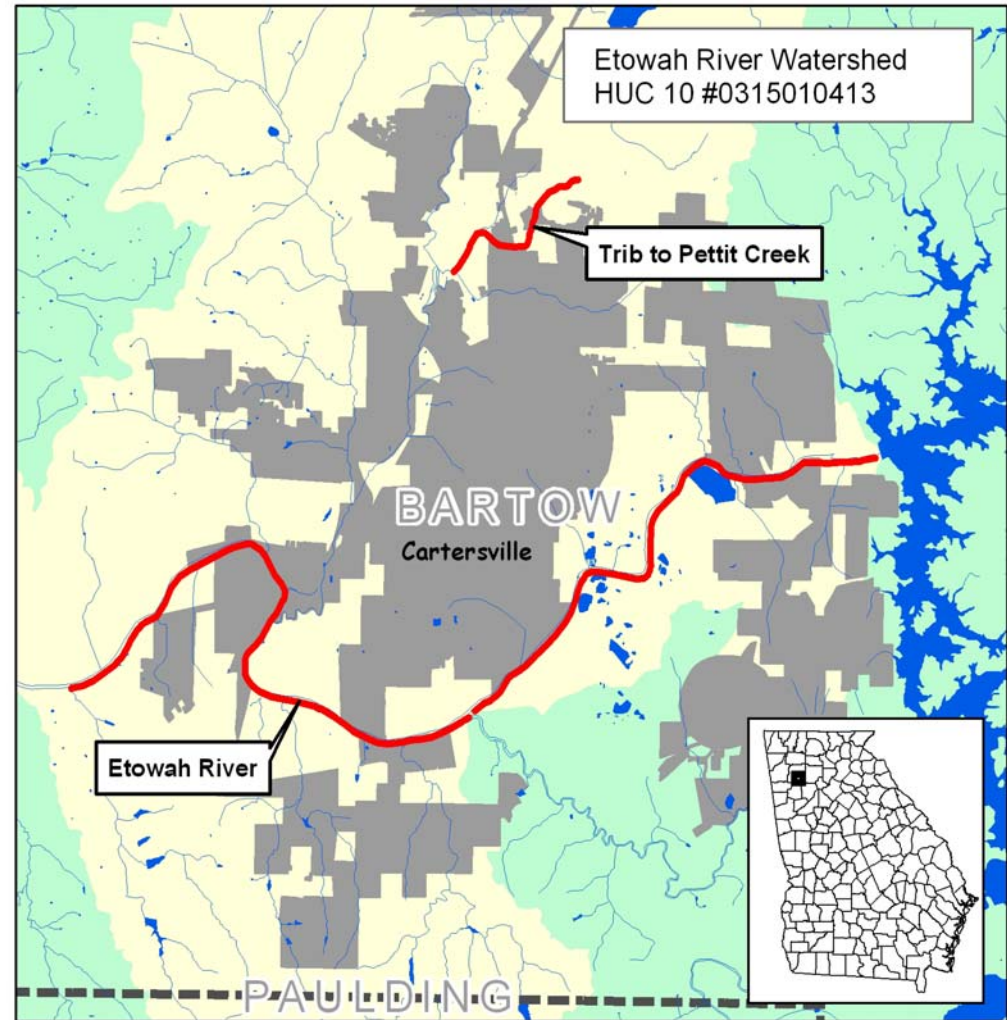 Etowah River Watershed
HUC 10 #0315010413
Trib to Pettit Creek
BARTOW
Cartersville
Etowah River
PAULDING